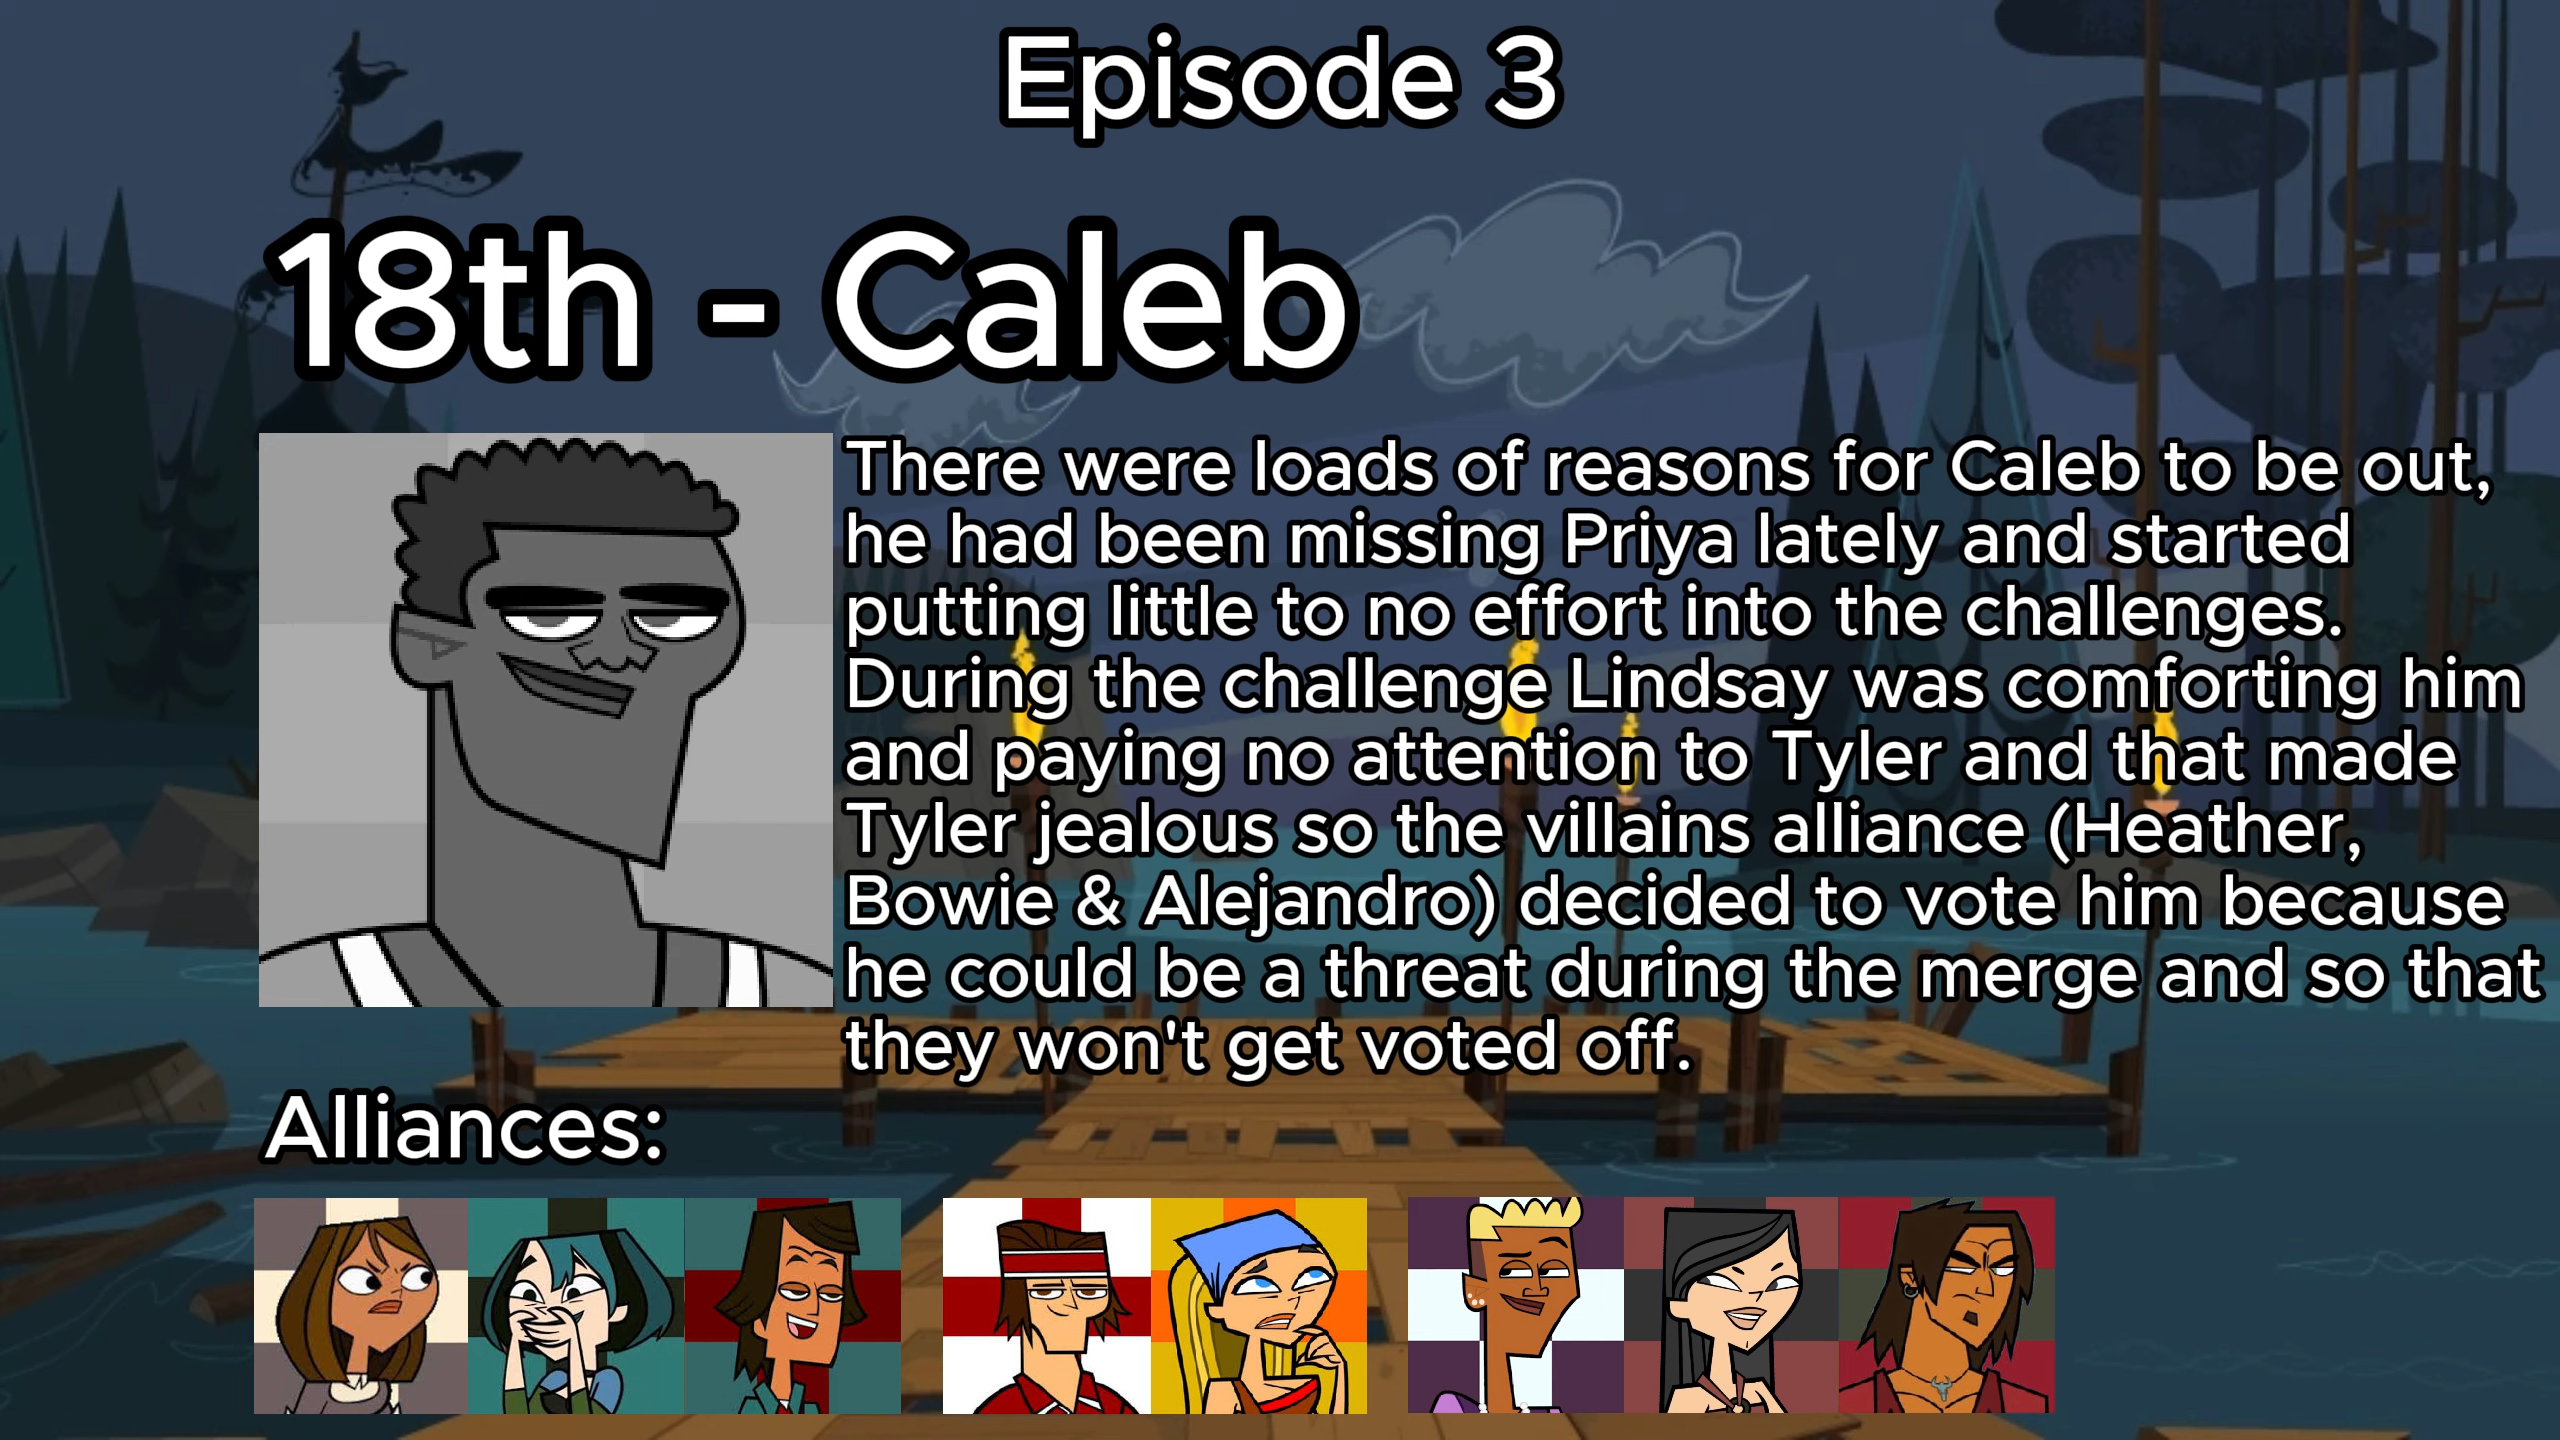 Episode 3
18th - Caleb
There were loads of reasons for Caleb to be out,
he had been missing Priya lately and started
putting little to no effort into the challenges.
During the challenge Lindsay was comforting him
and paying no attention to Tyler and that made
Tyler jealous so the villains alliance (Heather,
Bowie & Alejandro) decided to vote him because
he could be a threat during the merge and so that
they won't get voted off.
Alliances: